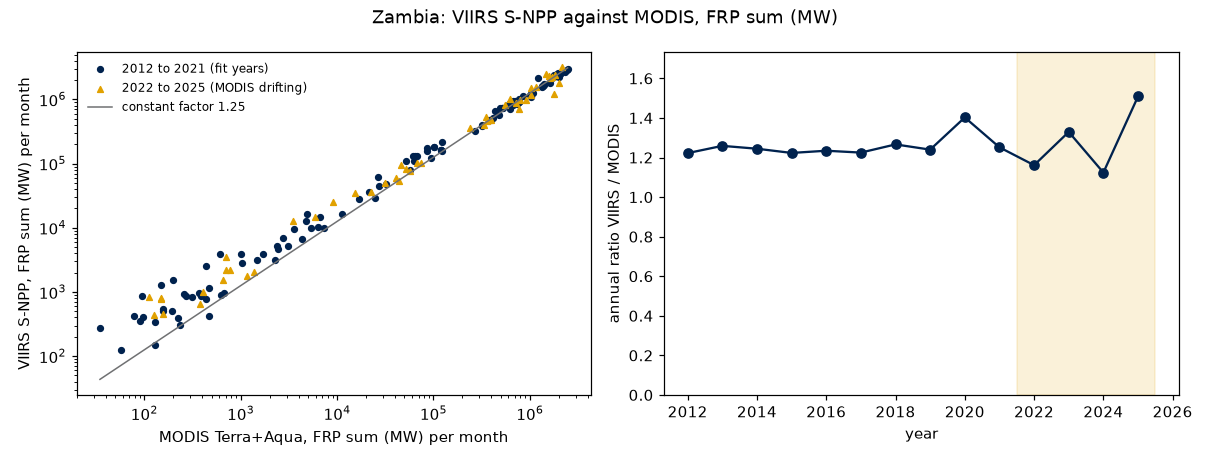 Zambia: VIIRS S-NPP against MODIS, FRP sum (MW)
VIIRS S-NPP, FRP sum (MW) per month
10^6
10^5
10^4
10^3
10^2
2012 to 2021 (fit years)
2022 to 2025 (MODIS drifting)
constant factor 1.25
10^2 10^3 10^4 10^5 10^6
MODIS Terra+Aqua, FRP sum (MW) per month
annual ratio VIIRS / MODIS
1.6
1.4
1.2
1.0
0.8
0.6
0.4
0.2
0.0
2012 2014 2016 2018 2020 2022 2024 2026
year